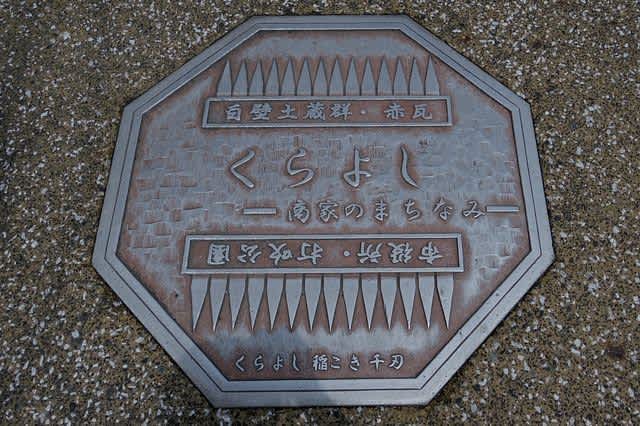 白壁土蔵群・赤瓦
くらよし
商家のまちなみ
市役所・打吹公園
くらよし 稲こき千刃